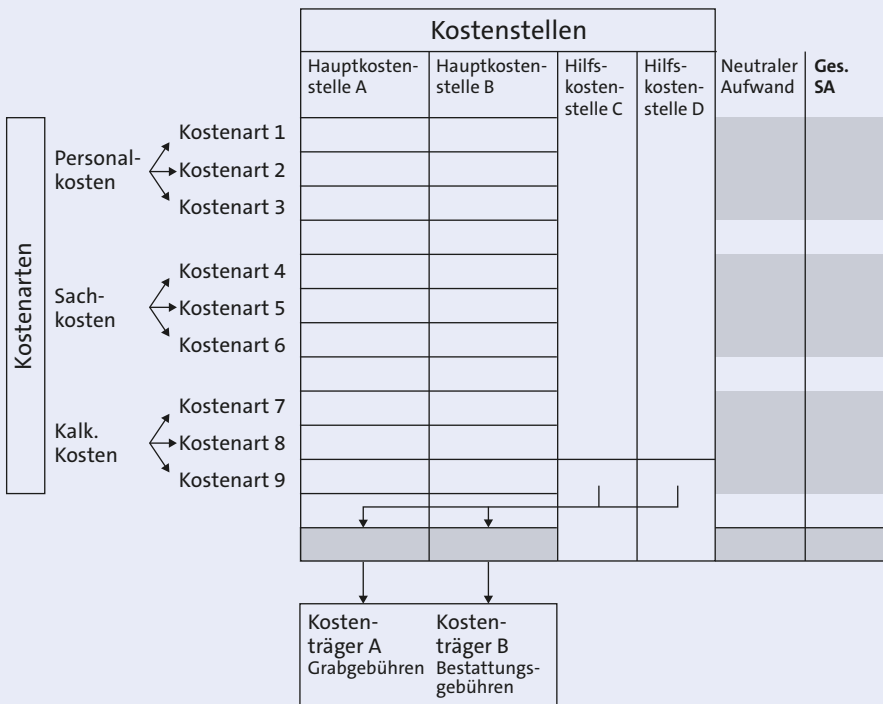 Kostenstellen
Hauptkosten-
stelle A
Hauptkosten-
stelle B
Hilfs-
kosten-
stelle C
Hilfs-
kosten-
stelle D
Neutraler
Aufwand
Ges.
SA
Kostenarten
Personal-
kosten
Kostenart 1
Kostenart 2
Kostenart 3
Sach-
kosten
Kostenart 4
Kostenart 5
Kostenart 6
Kalk.
Kosten
Kostenart 7
Kostenart 8
Kostenart 9
Kosten-
träger A
Grabgebühren
Kosten-
träger B
Bestattungs-
gebühren